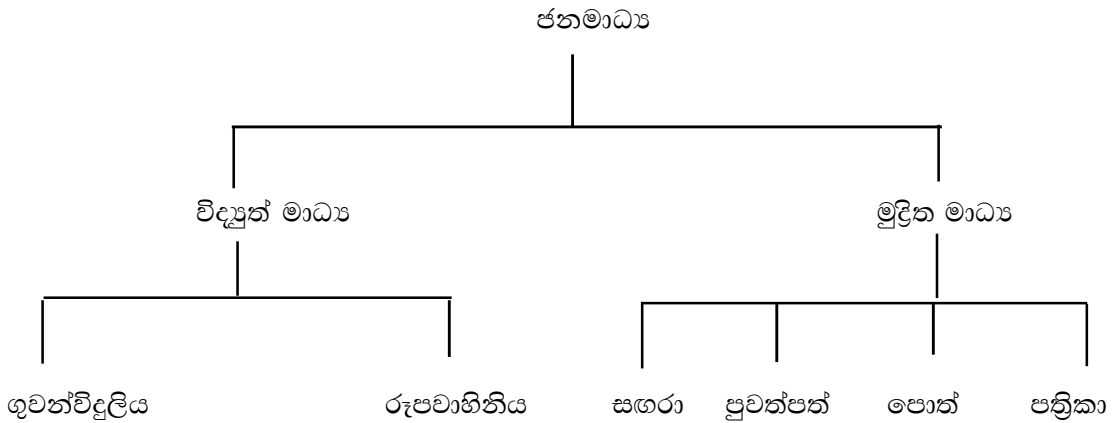 ජනමාධ්‍ය
විද්‍යුත් මාධ්‍ය මුද්‍රිත මාධ්‍ය
ගුවන්විදුලිය රූපවාහිනිය සඟරා පුවත්පත් පොත් පත්‍රිකා